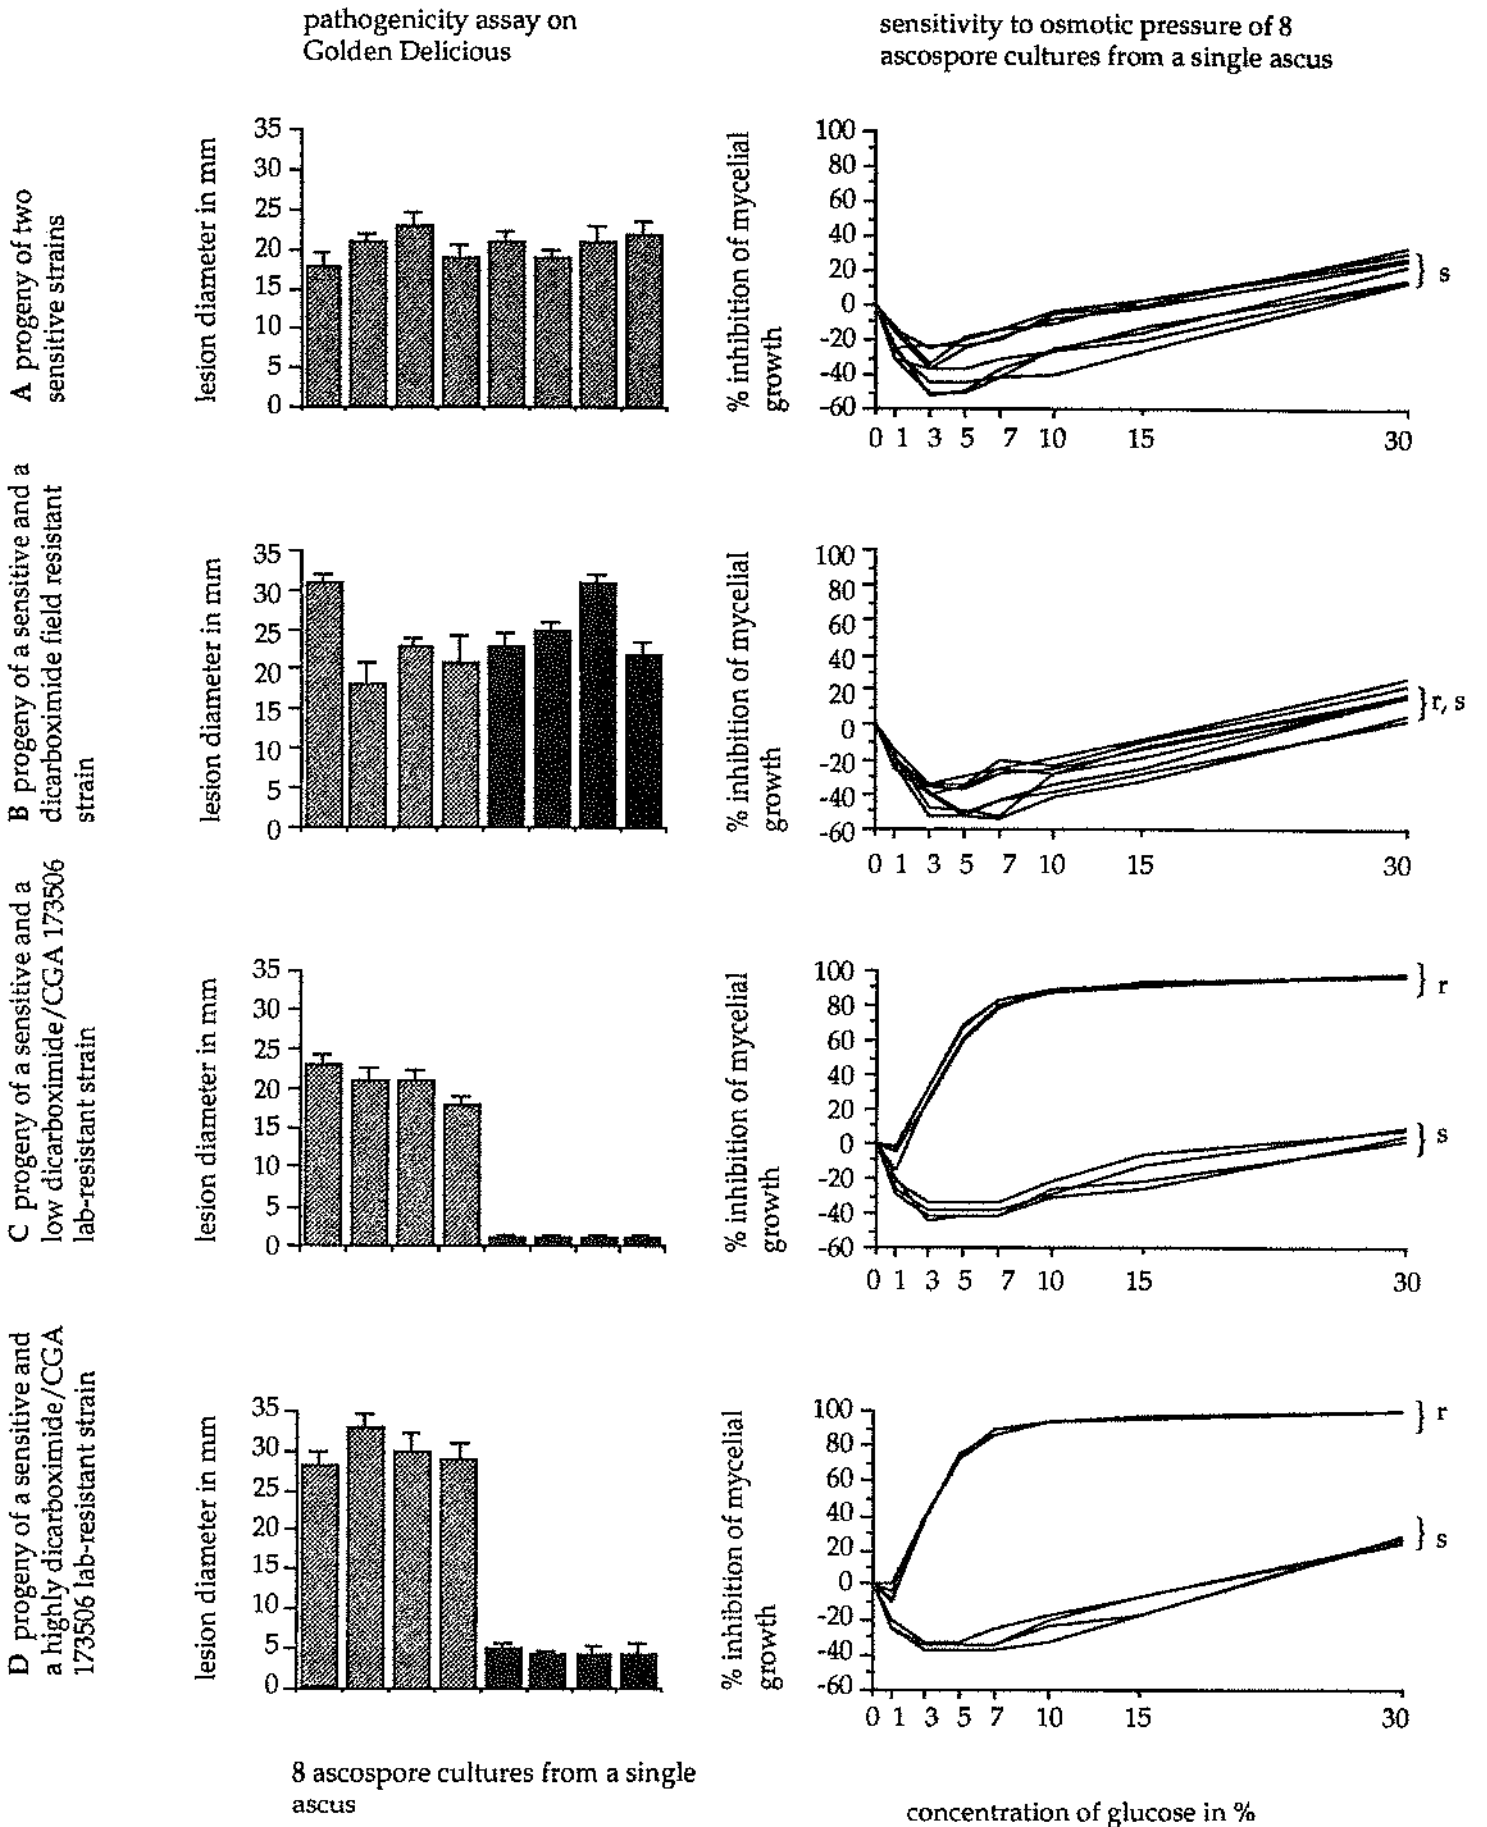 pathogenicity assay on
Golden Delicious
sensitivity to osmotic pressure of 8
ascospore cultures from a single ascus
A progeny of two
sensitive strains
lesion diameter in mm
35
30
25
20
15
10
5
0
% inhibition of mycelial
growth
100
80
60
40
20
0
-20
-40
-60
0 1 3 5 7 10 15 30
} s
B progeny of a sensitive and a
dicarboximide field resistant
strain
lesion diameter in mm
35
30
25
20
15
10
5
0
% inhibition of mycelial
growth
100
80
60
40
20
0
-20
-40
-60
0 1 3 5 7 10 15 30
} r, s
C progeny of a sensitive and a
low dicarboximide/CGA 173506
lab-resistant strain
lesion diameter in mm
35
30
25
20
15
10
5
0
% inhibition of mycelial
growth
100
80
60
40
20
0
-20
-40
-60
0 1 3 5 7 10 15 30
} r
} s
D progeny of a sensitive and
a highly dicarboximide/CGA
173506 lab-resistant strain
lesion diameter in mm
35
30
25
20
15
10
5
0
% inhibition of mycelial
growth
100
80
60
40
20
0
-20
-40
-60
0 1 3 5 7 10 15 30
} r
} s
8 ascospore cultures from a single
ascus
concentration of glucose in %